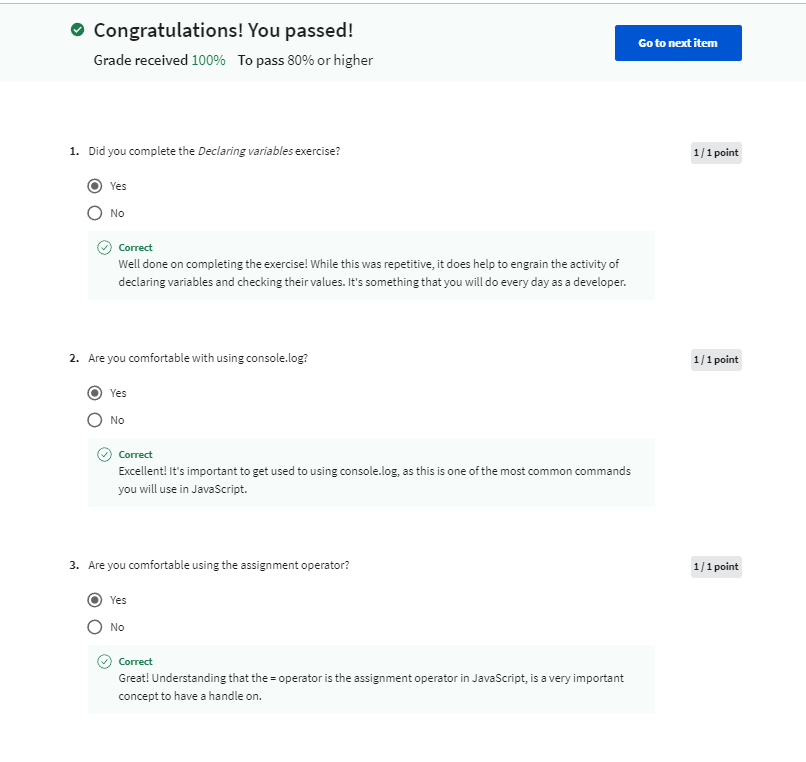 Congratulations! You passed!
Grade received 100% To pass 80% or higher
Go to next item
1. Did you complete the Declaring variables exercise?
1 / 1 point
Yes
No
Correct
Well done on completing the exercise! While this was repetitive, it does help to engrain the activity of
declaring variables and checking their values. It's something that you will do every day as a developer.
2. Are you comfortable with using console.log?
1 / 1 point
Yes
No
Correct
Excellent! It's important to get used to using console.log, as this is one of the most common commands
you will use in JavaScript.
3. Are you comfortable using the assignment operator?
1 / 1 point
Yes
No
Correct
Great! Understanding that the = operator is the assignment operator in JavaScript, is a very important
concept to have a handle on.